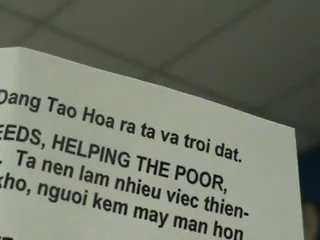 Dang Tao Hoa ra ta va troi dat.
EEDS, HELPING THE POOR,
. Ta nen lam nhieu viec thien-
kho, nguoi kem may man hon